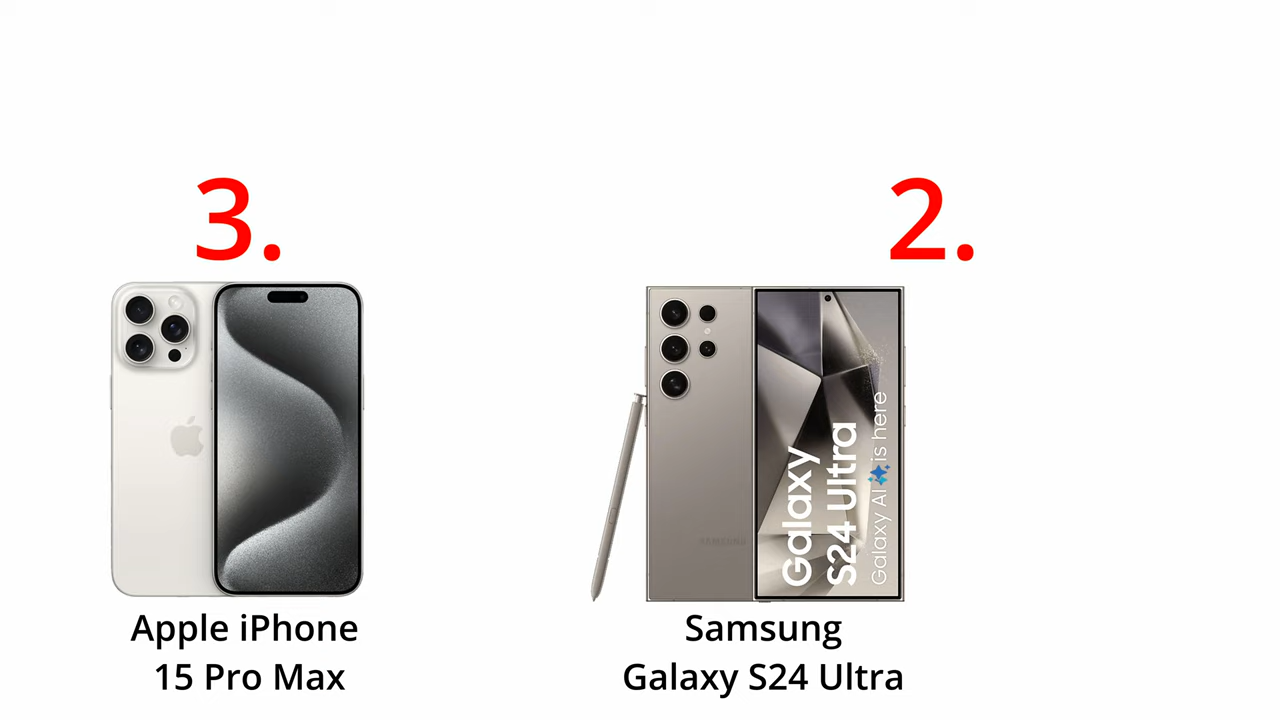 3.
2.
Galaxy
S24 Ultra
Galaxy AI is here
SAMSUNG
Apple iPhone
15 Pro Max
Samsung
Galaxy S24 Ultra